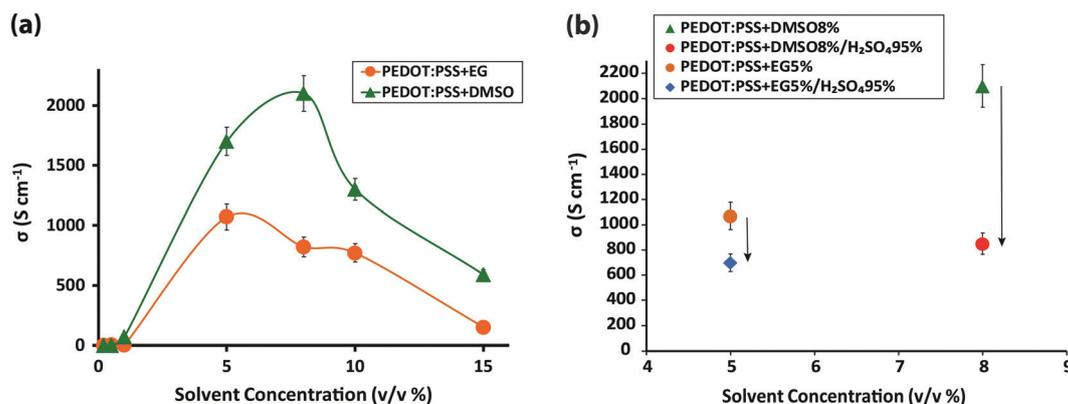 (a)
PEDOT:PSS+EG
PEDOT:PSS+DMSO
2000
1500
1000
500
0
σ (S cm⁻¹)
0 5 10 15
Solvent Concentration (v/v %)
(b)
PEDOT:PSS+DMSO8%
PEDOT:PSS+DMSO8%/H₂SO₄95%
PEDOT:PSS+EG5%
PEDOT:PSS+EG5%/H₂SO₄95%
2200
2000
1800
1600
1400
1200
1000
800
600
400
200
0
σ (S cm⁻¹)
4 5 6 7 8 9
Solvent Concentration (v/v %)